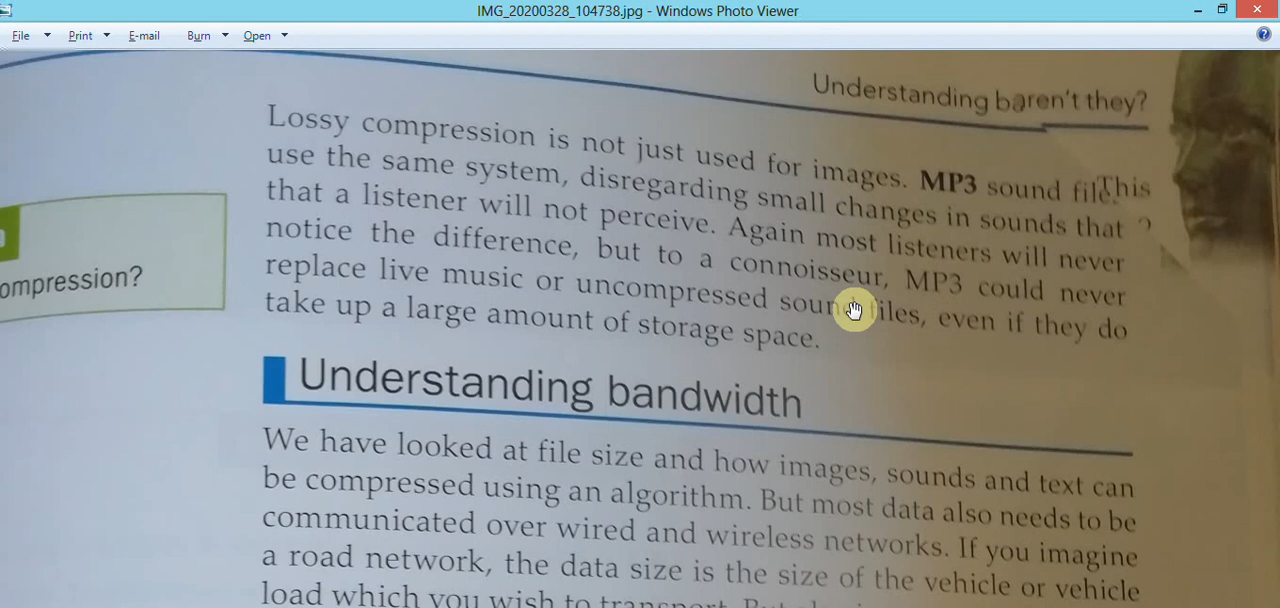 IMG_20200328_104738.jpg - Windows Photo Viewer
File Print E-mail Burn Open
Understanding baren't they?
Lossy compression is not just used for images. MP3 sound file. This
use the same system, disregarding small changes in sounds that ?
that a listener will not perceive. Again most listeners will never
notice the difference, but to a connoisseur, MP3 could never
replace live music or uncompressed sound files, even if they do
take up a large amount of storage space.
ompression?
Understanding bandwidth
We have looked at file size and how images, sounds and text can
be compressed using an algorithm. But most data also needs to be
communicated over wired and wireless networks. If you imagine
a road network, the data size is the size of the vehicle or vehicle
load which you wish to transport. But